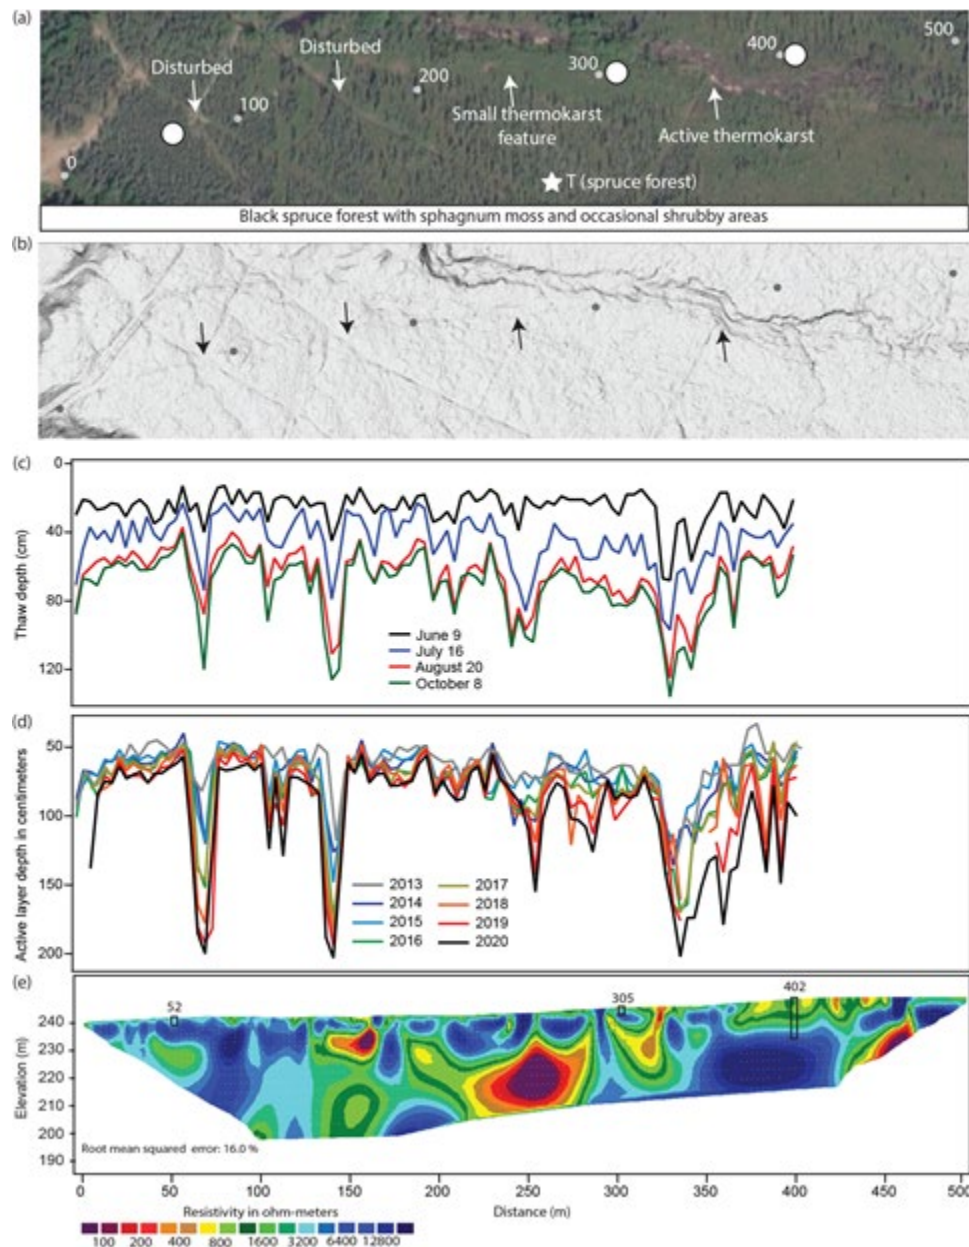 (a)
Disturbed
Disturbed
0
100
200
300
400
500
Small thermokarst
feature
Active thermokarst
T (spruce forest)
Black spruce forest with sphagnum moss and occasional shrubby areas
(b)
(c)
Thaw depth (cm)
0
40
80
120
June 9
July 16
August 20
October 8
(d)
Active layer depth in centimeters
50
100
150
200
2013
2014
2015
2016
2017
2018
2019
2020
(e)
Elevation (m)
240
230
220
210
200
190
52
305
402
Root mean squared error: 16.0 %
0 50 100 150 200 250 300 350 400 450 500
Resistivity in ohm-meters
Distance (m)
100 200 400 800 1600 3200 6400 12800